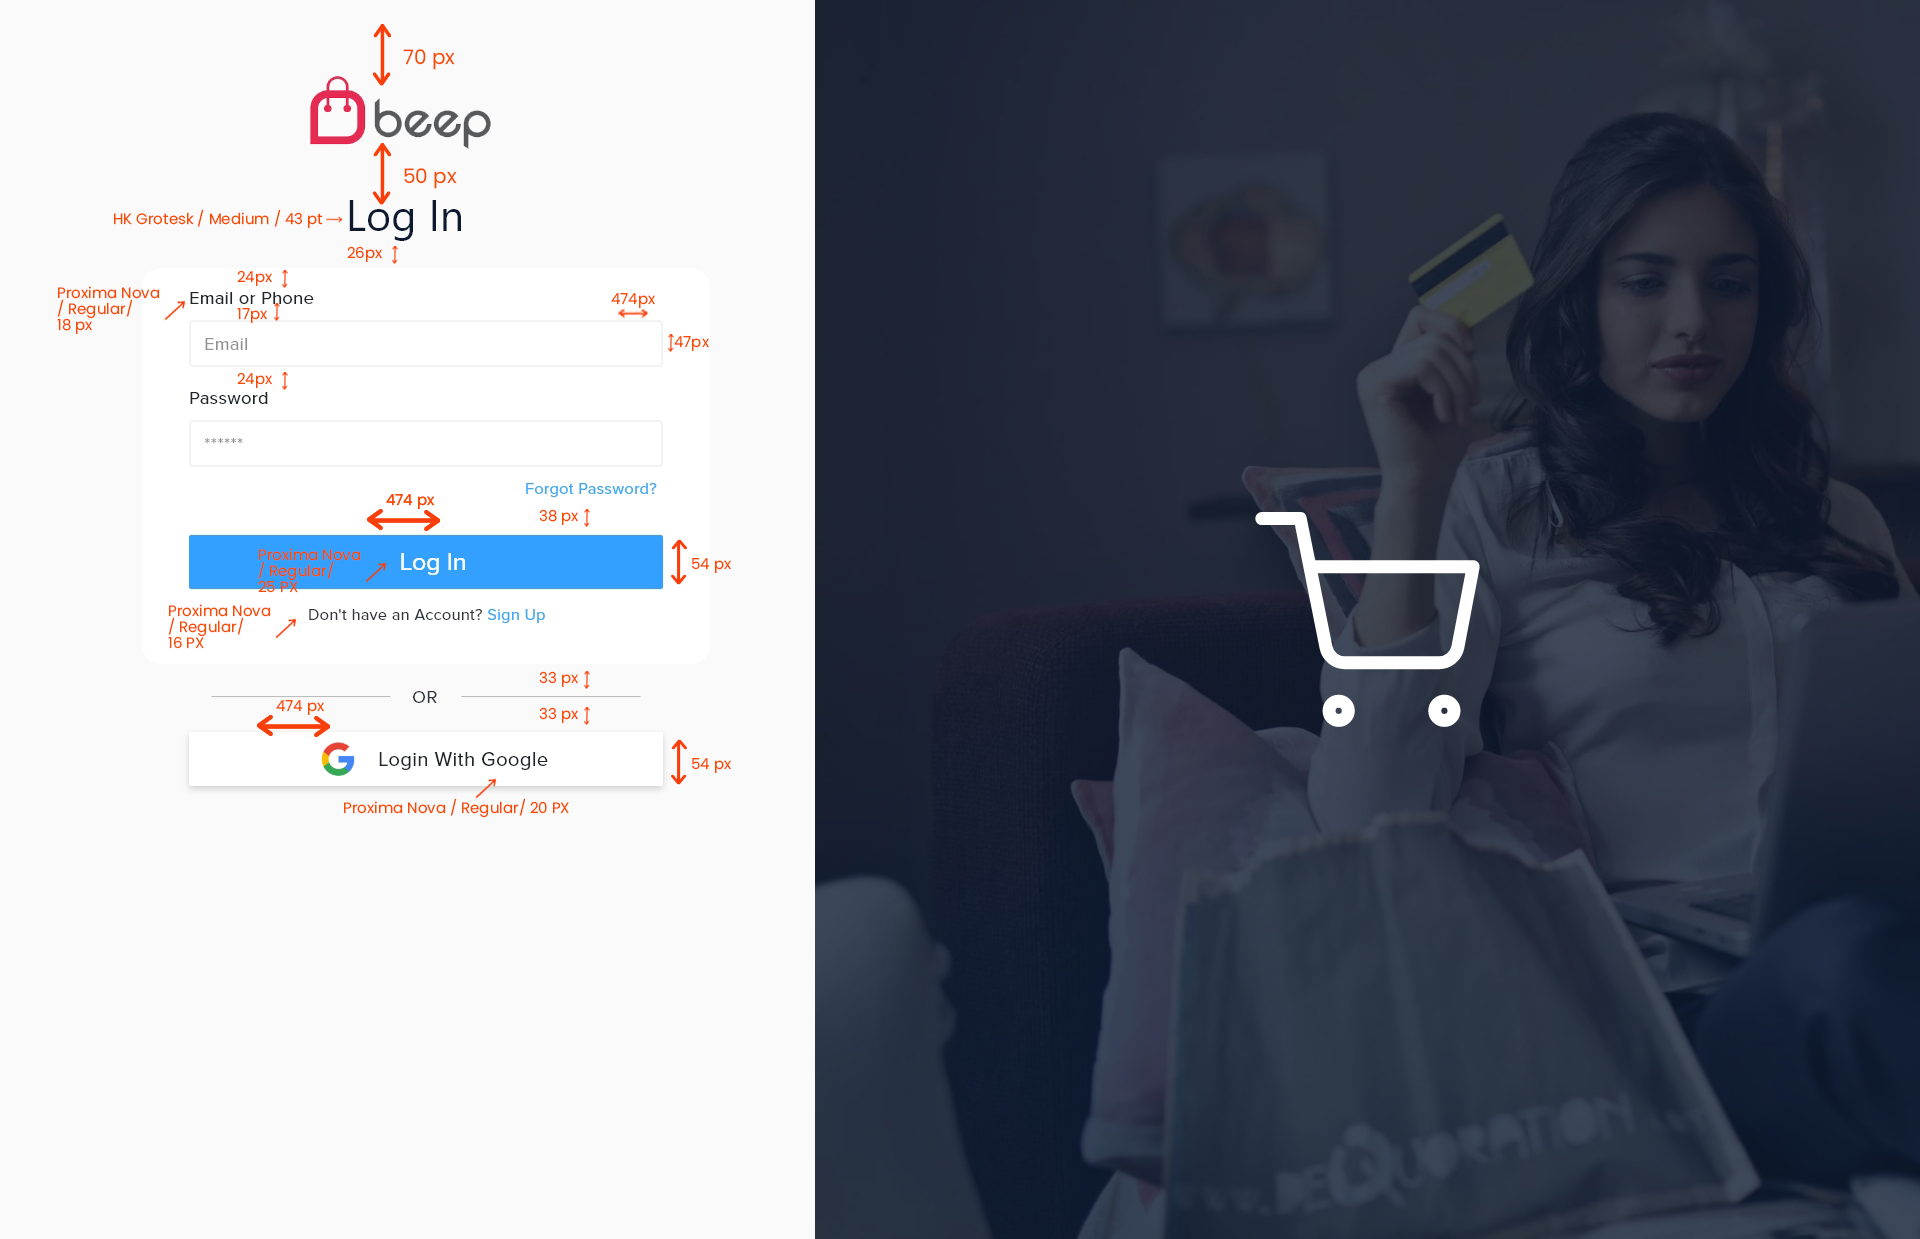 70 px
beep
50 px
HK Grotesk / Medium / 43 pt
Log In
26px
24px
Proxima Nova
/ Regular/
18 px
Email or Phone
474px
17px
Email
47px
24px
Password
******
Forgot Password?
474 px
38 px
Proxima Nova
/ Regular/
25 PX
Log In
54 px
Proxima Nova
/ Regular/
16 PX
Don't have an Account? Sign Up
33 px
OR
474 px
33 px
Login With Google
54 px
Proxima Nova / Regular/ 20 PX
DEQUORATION